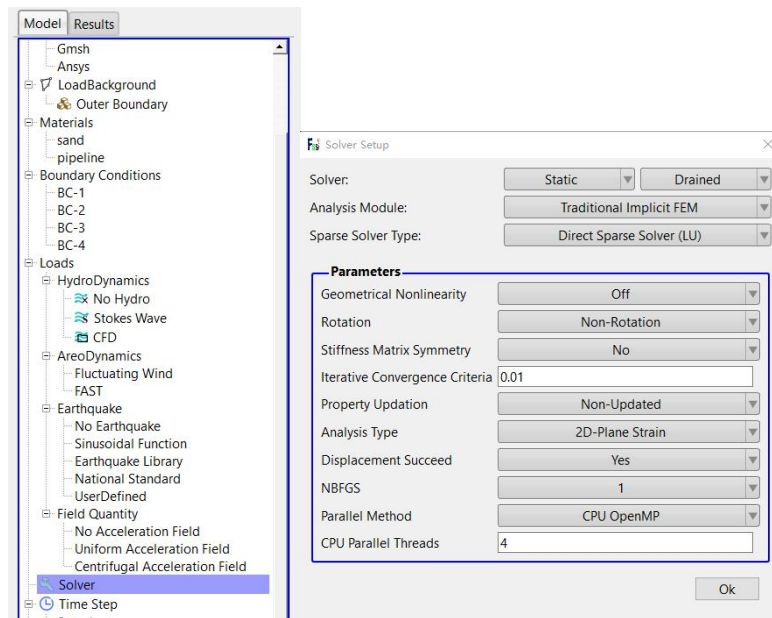 Model Results
Gmsh
Ansys
LoadBackground
Outer Boundary
Materials
sand
pipeline
Boundary Conditions
BC-1
BC-2
BC-3
BC-4
Loads
HydroDynamics
No Hydro
Stokes Wave
CFD
AreoDynamics
Fluctuating Wind
FAST
Earthquake
No Earthquake
Sinusoidal Function
Earthquake Library
National Standard
UserDefined
Field Quantity
No Acceleration Field
Uniform Acceleration Field
Centrifugal Acceleration Field
Solver
Time Step
Solver Setup
Solver: Static Drained
Analysis Module: Traditional Implicit FEM
Sparse Solver Type: Direct Sparse Solver (LU)
Parameters
Geometrical Nonlinearity Off
Rotation Non-Rotation
Stiffness Matrix Symmetry No
Iterative Convergence Criteria 0.01
Property Updation Non-Updated
Analysis Type 2D-Plane Strain
Displacement Succeed Yes
NBFGS 1
Parallel Method CPU OpenMP
CPU Parallel Threads 4
Ok